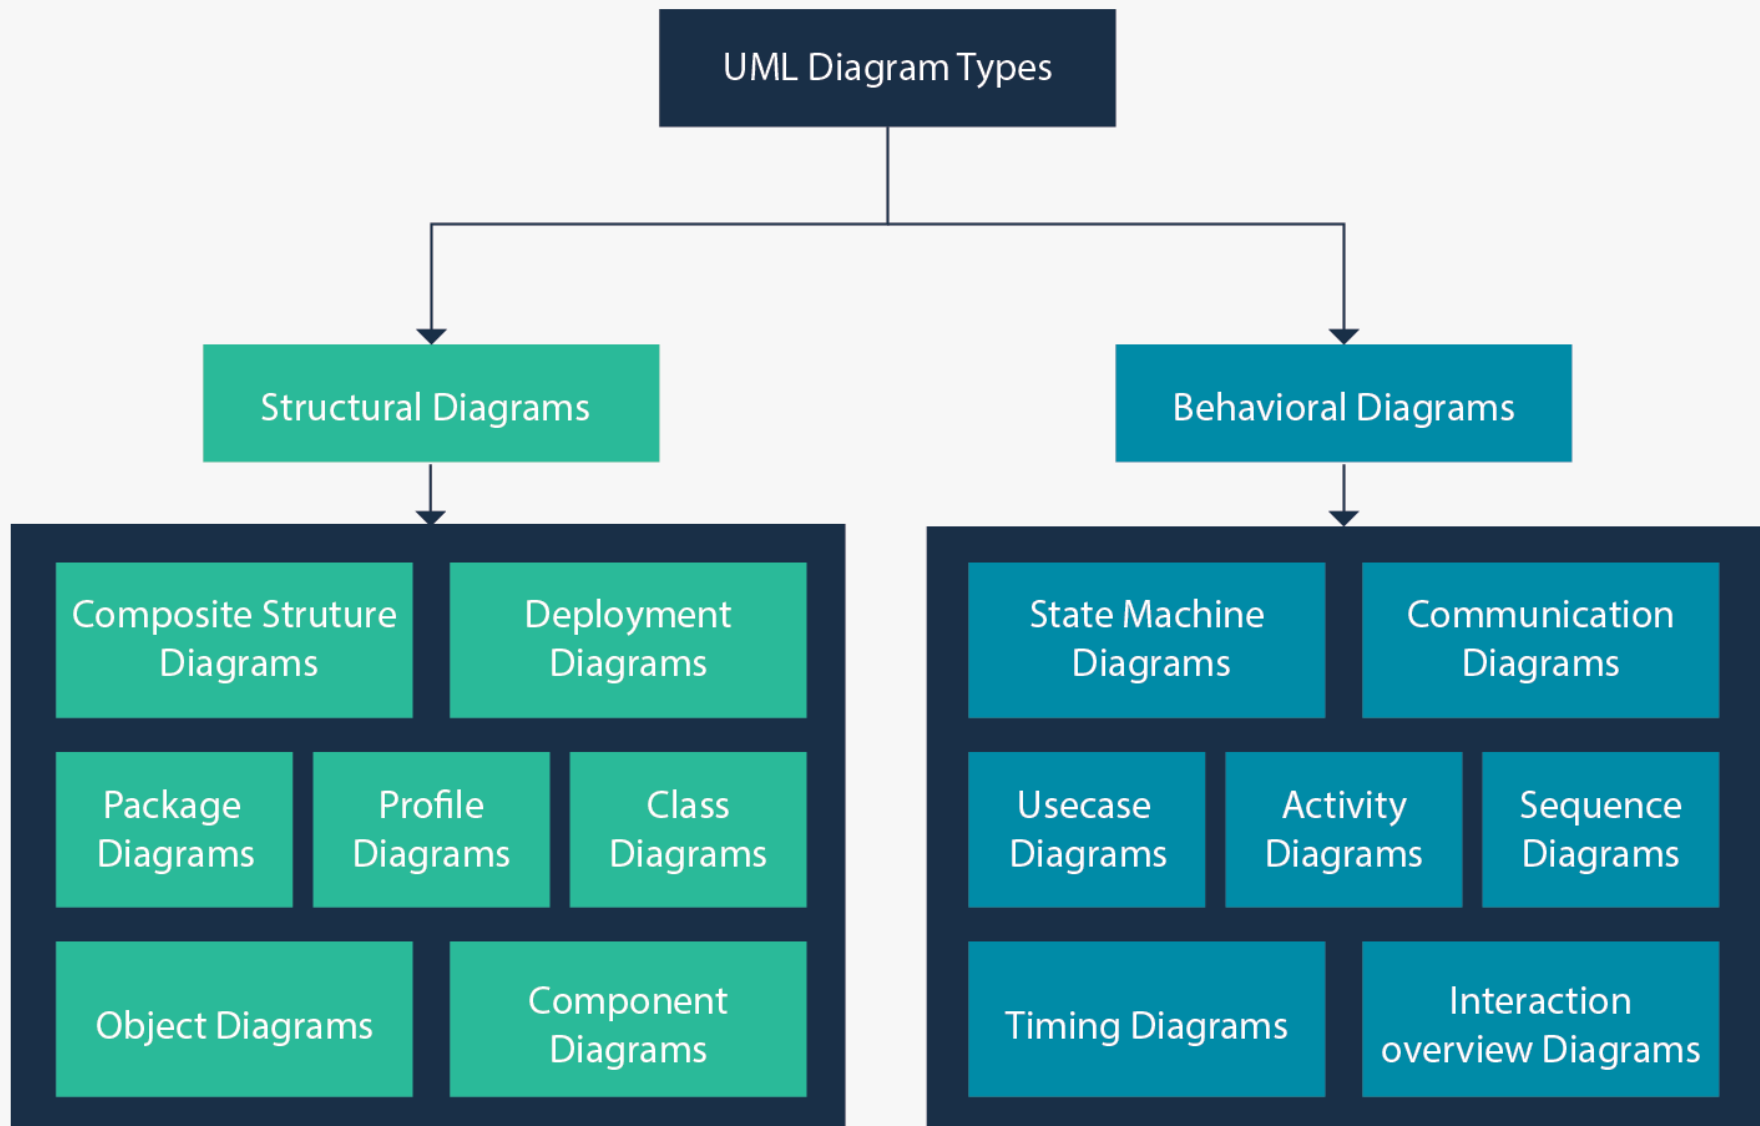 UML Diagram Types
Structural Diagrams
Behavioral Diagrams
Composite Struture
Diagrams
Deployment
Diagrams
Package
Diagrams
Profile
Diagrams
Class
Diagrams
Object Diagrams
Component
Diagrams
State Machine
Diagrams
Communication
Diagrams
Usecase
Diagrams
Activity
Diagrams
Sequence
Diagrams
Timing Diagrams
Interaction
overview Diagrams